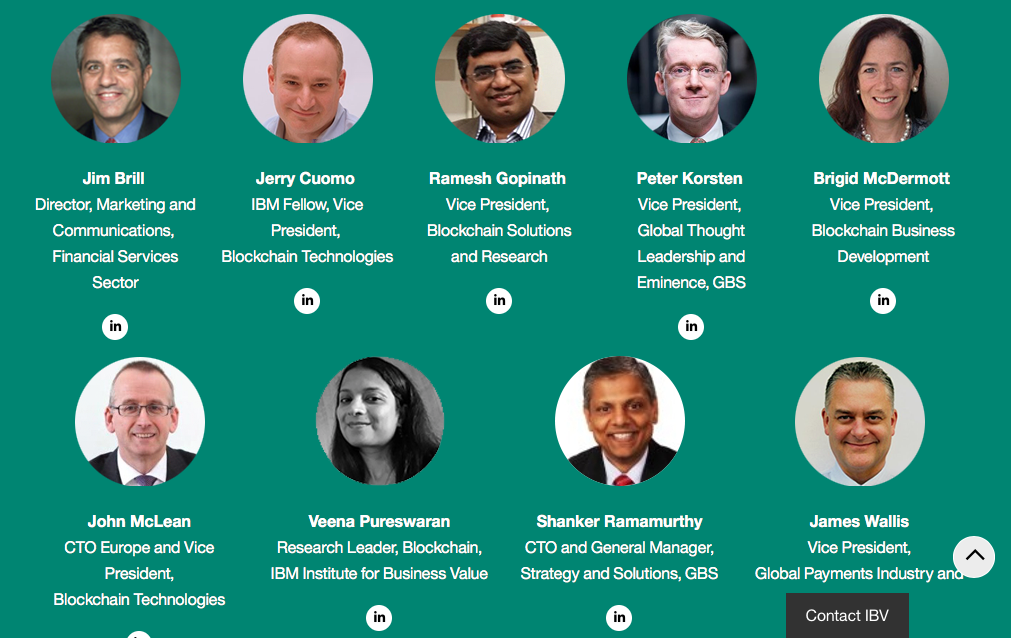 Jim Brill
Director, Marketing and
Communications,
Financial Services
Sector
in
Jerry Cuomo
IBM Fellow, Vice
President,
Blockchain Technologies
in
Ramesh Gopinath
Vice President,
Blockchain Solutions
and Research
in
Peter Korsten
Vice President,
Global Thought
Leadership and
Eminence, GBS
in
Brigid McDermott
Vice President,
Blockchain Business
Development
in
John McLean
CTO Europe and Vice
President,
Blockchain Technologies
Veena Pureswaran
Research Leader, Blockchain,
IBM Institute for Business Value
in
Shanker Ramamurthy
CTO and General Manager,
Strategy and Solutions, GBS
in
James Wallis
Vice President,
Global Payments Industry and
Contact IBV